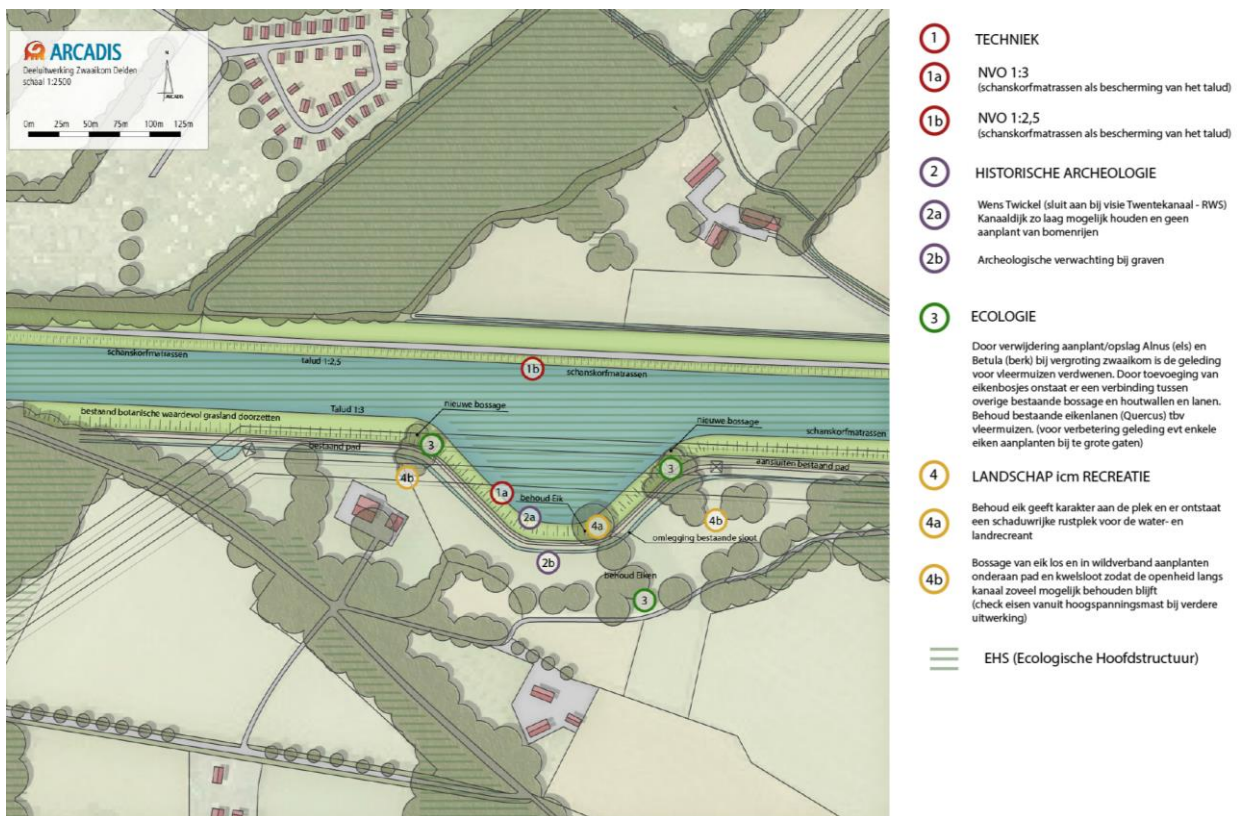 ARCADIS
Deeluitwerking Zwaaikom Delden
schaal 1:2500
N
ARCADIS
0m 25m 50m 75m 100m 125m
schanskorfmatrassen
talud 1:2,5
1b
schanskorfmatrassen
bestaand botanische waardevol grasland doorzetten
Talud 1:3
nieuwe bossage
nieuwe bossage
schanskorfmatrassen
bestaand pad
3
3
aansluiten bestaand pad
4b
1a
behoud Eik
2a
4a
4b
omlegging bestaande sloot
2b
behoud Eiken
3
1 TECHNIEK
1a NVO 1:3
(schanskorfmatrassen als bescherming van het talud)
1b NVO 1:2,5
(schanskorfmatrassen als bescherming van het talud)
2 HISTORISCHE ARCHEOLOGIE
2a Wens Twickel (sluit aan bij visie Twentekanaal - RWS)
Kanaaldijk zo laag mogelijk houden en geen
aanplant van bomenrijen
2b Archeologische verwachting bij graven
3 ECOLOGIE
Door verwijdering aanplant/opslag Alnus (els) en
Betula (berk) bij vergroting zwaaikom is de geleding
voor vleermuizen verdwenen. Door toevoeging van
eikenbosjes onstaat er een verbinding tussen
overige bestaande bossage en houtwallen en lanen.
Behoud bestaande eikenlanen (Quercus) tbv
vleermuizen. (voor verbetering geleding evt enkele
eiken aanplanten bij te grote gaten)
4 LANDSCHAP icm RECREATIE
4a Behoud eik geeft karakter aan de plek en er ontstaat
een schaduwrijke rustplek voor de water- en
landrecreant
4b Bossage van eik los en in wildverband aanplanten
onderaan pad en kwelsloot zodat de openheid langs
kanaal zoveel mogelijk behouden blijft
(check eisen vanuit hoogspanningsmast bij verdere
uitwerking)
EHS (Ecologische Hoofdstructuur)